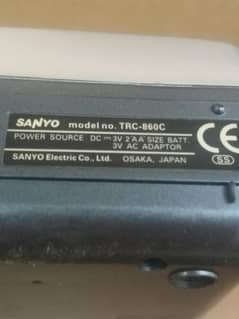 SANYO model no. TRC-860C
POWER SOURCE DC ⎓ 3V 2"AA"SIZE BATT.
3V AC ADAPTOR
SANYO Electric Co., Ltd. OSAKA, JAPAN
CE
SS